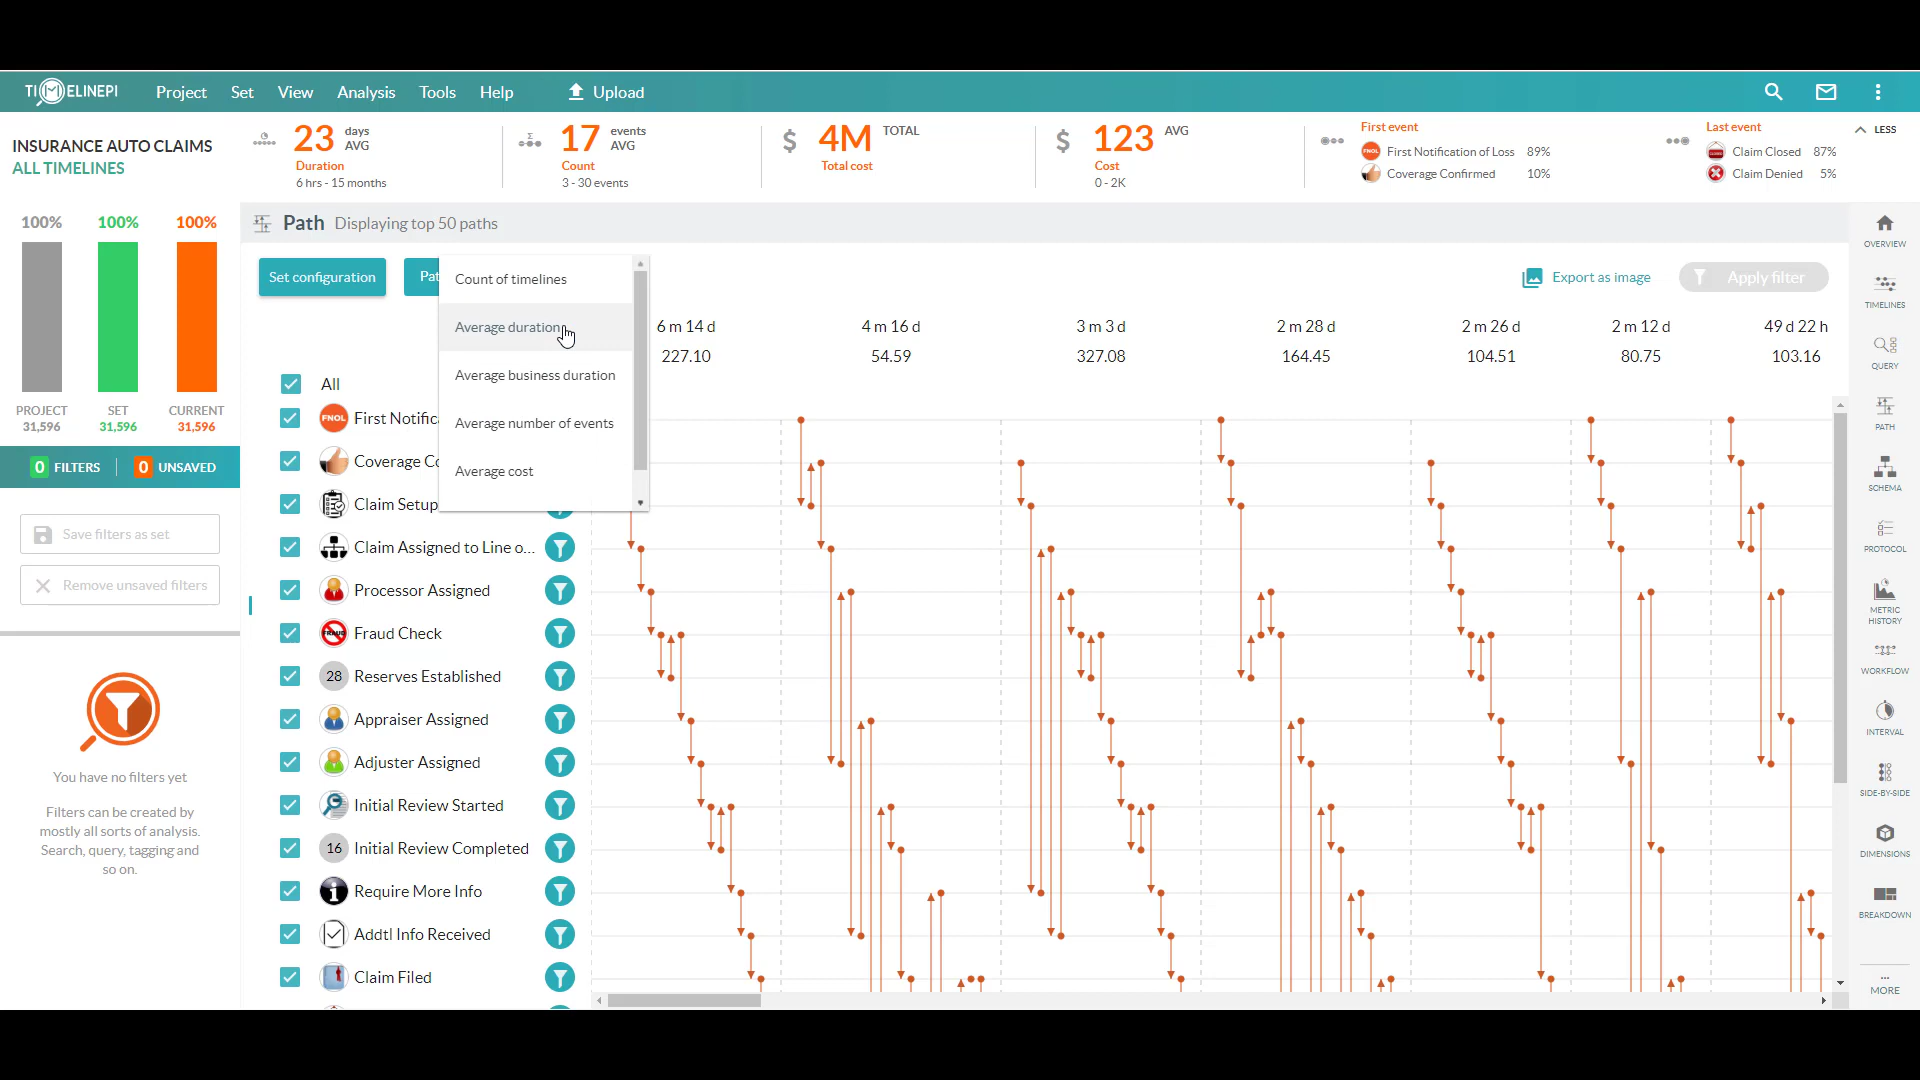 TIMELINEPI
Project Set View Analysis Tools Help Upload
INSURANCE AUTO CLAIMS
ALL TIMELINES
23 days AVG
Duration
6 hrs - 15 months
Σ
17 events AVG
Count
3 - 30 events
$ 4M TOTAL
Total cost
$ 123 AVG
Cost
0 - 2K
First event
FNOL First Notification of Loss 89%
Coverage Confirmed 10%
Last event
Claim Closed 87%
Claim Denied 5%
LESS
100% 100% 100%
PROJECT SET CURRENT
31,596 31,596 31,596
0 FILTERS 0 UNSAVED
Save filters as set
Remove unsaved filters
You have no filters yet
Filters can be created by
mostly all sorts of analysis.
Search, query, tagging and
so on.
Path Displaying top 50 paths
Set configuration
Pat
Count of timelines
Average duration
Average business duration
Average number of events
Average cost
Export as image
Apply filter
6 m 14 d 4 m 16 d 3 m 3 d 2 m 28 d 2 m 26 d 2 m 12 d 49 d 22 h
227.10 54.59 327.08 164.45 104.51 80.75 103.16
All
FNOL First Notifica
Coverage Co
Claim Setup
Claim Assigned to Line o...
Processor Assigned
FRAUD Fraud Check
28 Reserves Established
Appraiser Assigned
Adjuster Assigned
Initial Review Started
16 Initial Review Completed
Require More Info
Addtl Info Received
Claim Filed
OVERVIEW
TIMELINES
QUERY
PATH
SCHEMA
PROTOCOL
METRIC
HISTORY
WORKFLOW
INTERVAL
SIDE-BY-SIDE
DIMENSIONS
BREAKDOWN
MORE